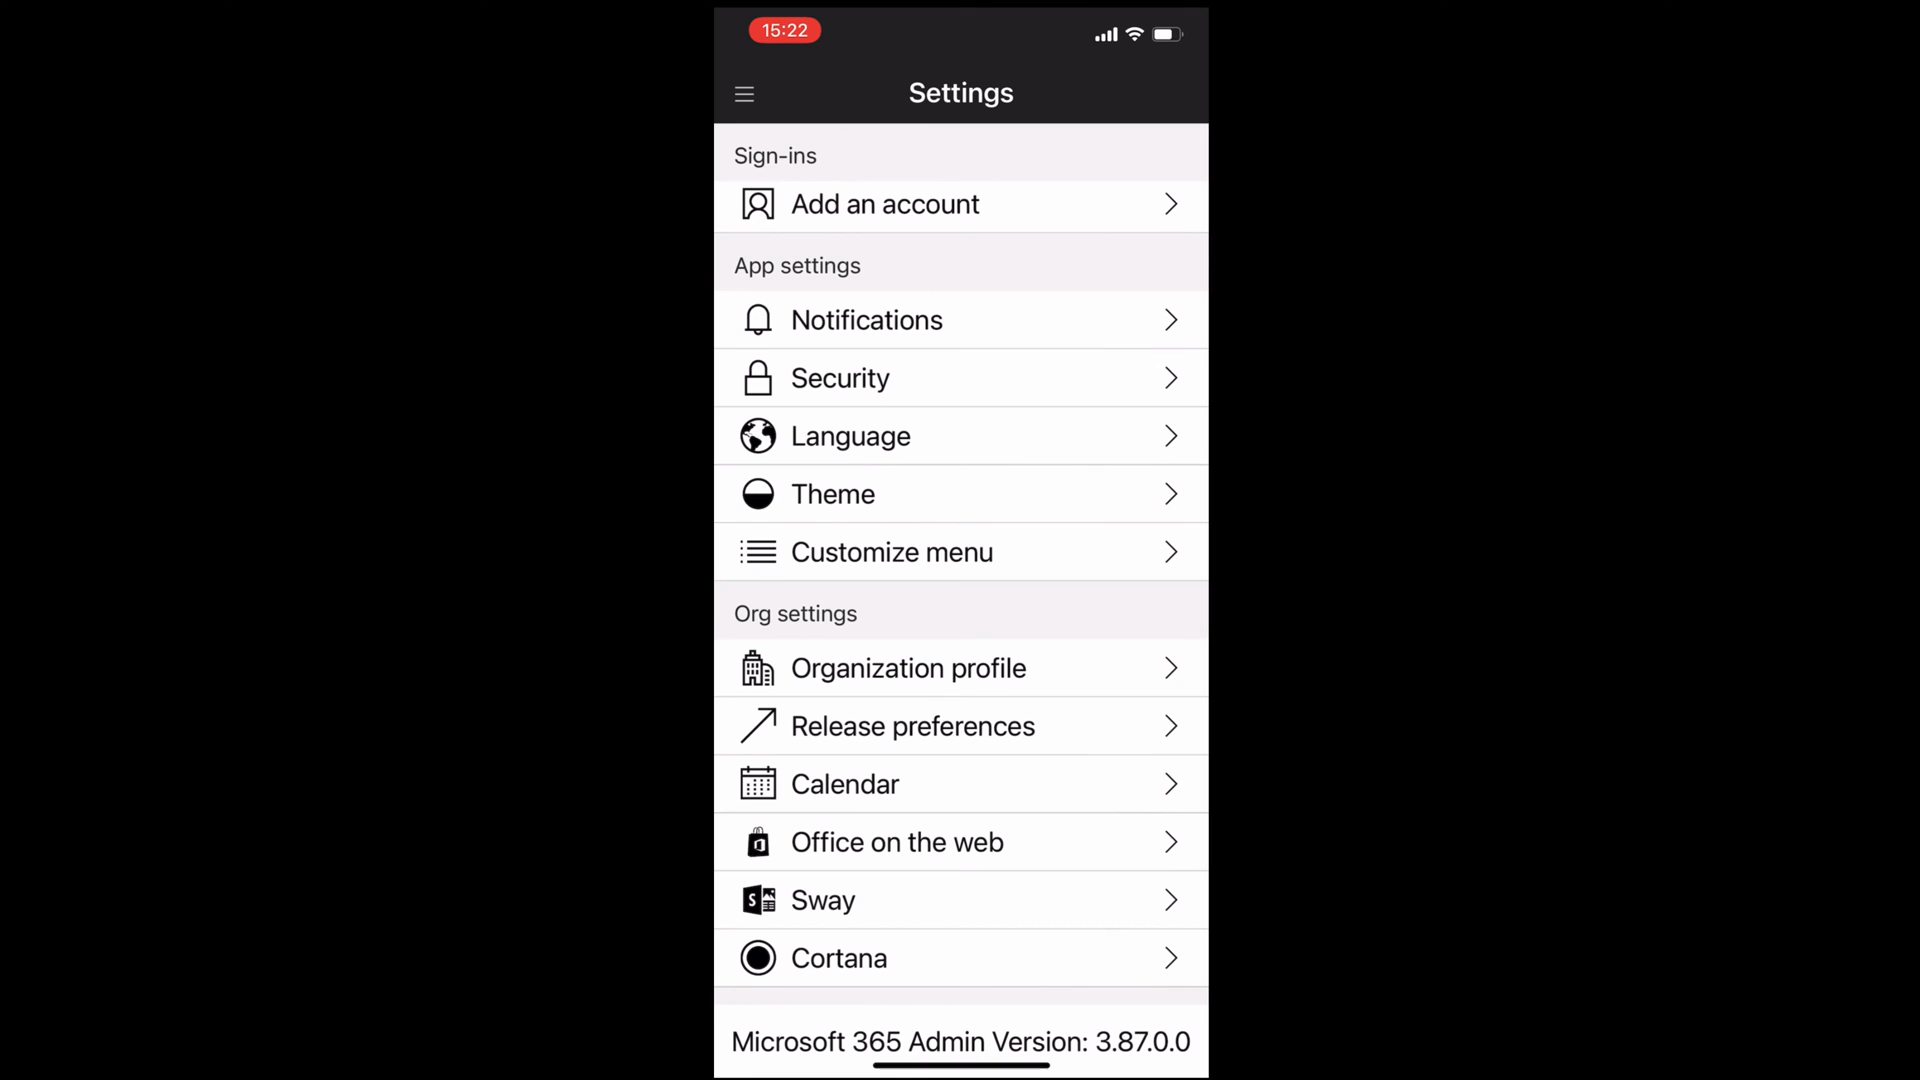 15:22
Settings
Sign-ins
Add an account
App settings
Notifications
Security
Language
Theme
Customize menu
Org settings
Organization profile
Release preferences
Calendar
Office on the web
Sway
Cortana
Microsoft 365 Admin Version: 3.87.0.0